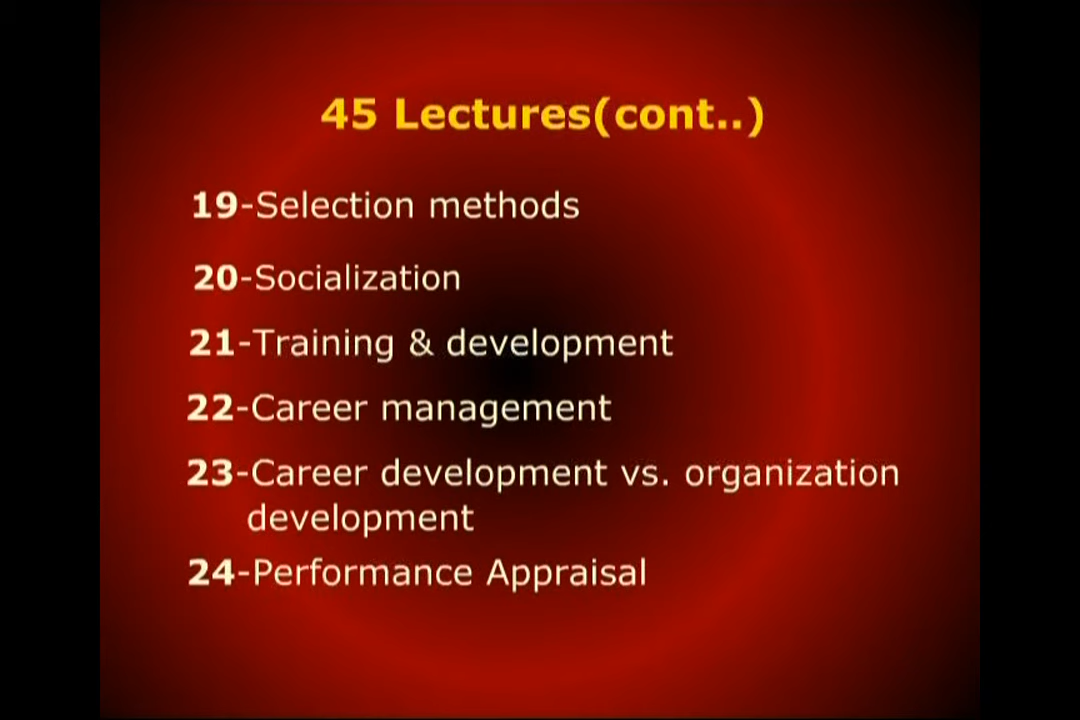 45 Lectures(cont..)
19-Selection methods
20-Socialization
21-Training & development
22-Career management
23-Career development vs. organization
development
24-Performance Appraisal